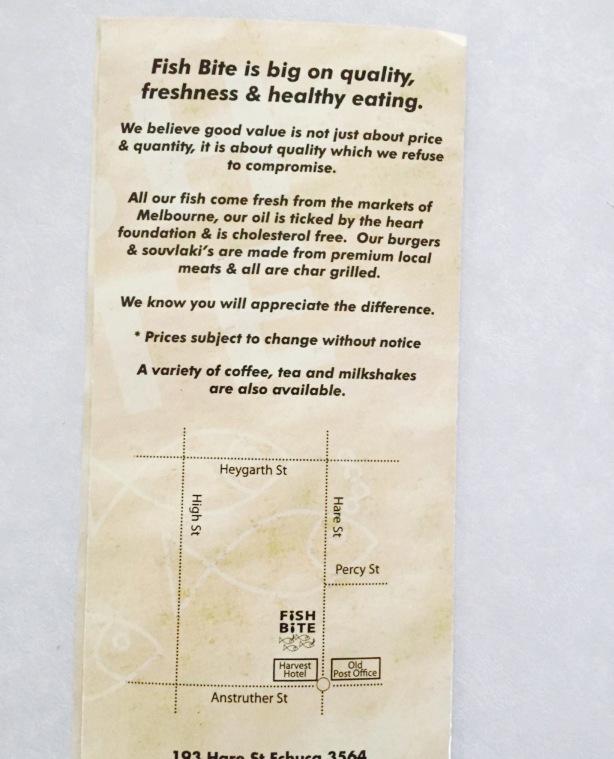 Fish Bite is big on quality,
freshness & healthy eating.
We believe good value is not just about price
& quantity, it is about quality which we refuse
to compromise.
All our fish come fresh from the markets of
Melbourne, our oil is ticked by the heart
foundation & is cholesterol free. Our burgers
& souvlaki's are made from premium local
meats & all are char grilled.
We know you will appreciate the difference.
* Prices subject to change without notice
A variety of coffee, tea and milkshakes
are also available.
Heygarth St
High St
Hare St
Percy St
FiSH
BiTE
Harvest
Hotel
Old
Post Office
Anstruther St
193 Hare St Echuca 3564